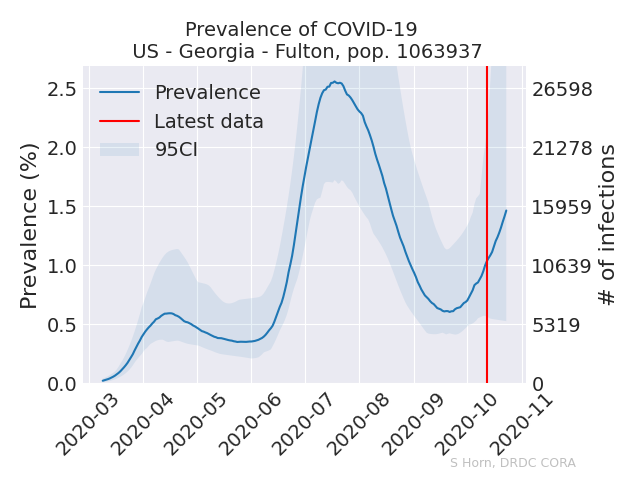 Prevalence of COVID-19
US - Georgia - Fulton, pop. 1063937
Prevalence
Latest data
95CI
Prevalence (%)
2.5
2.0
1.5
1.0
0.5
0.0
26598
21278
15959
10639
5319
0
# of infections
2020-03
2020-04
2020-05
2020-06
2020-07
2020-08
2020-09
2020-10
2020-11
S Horn, DRDC CORA